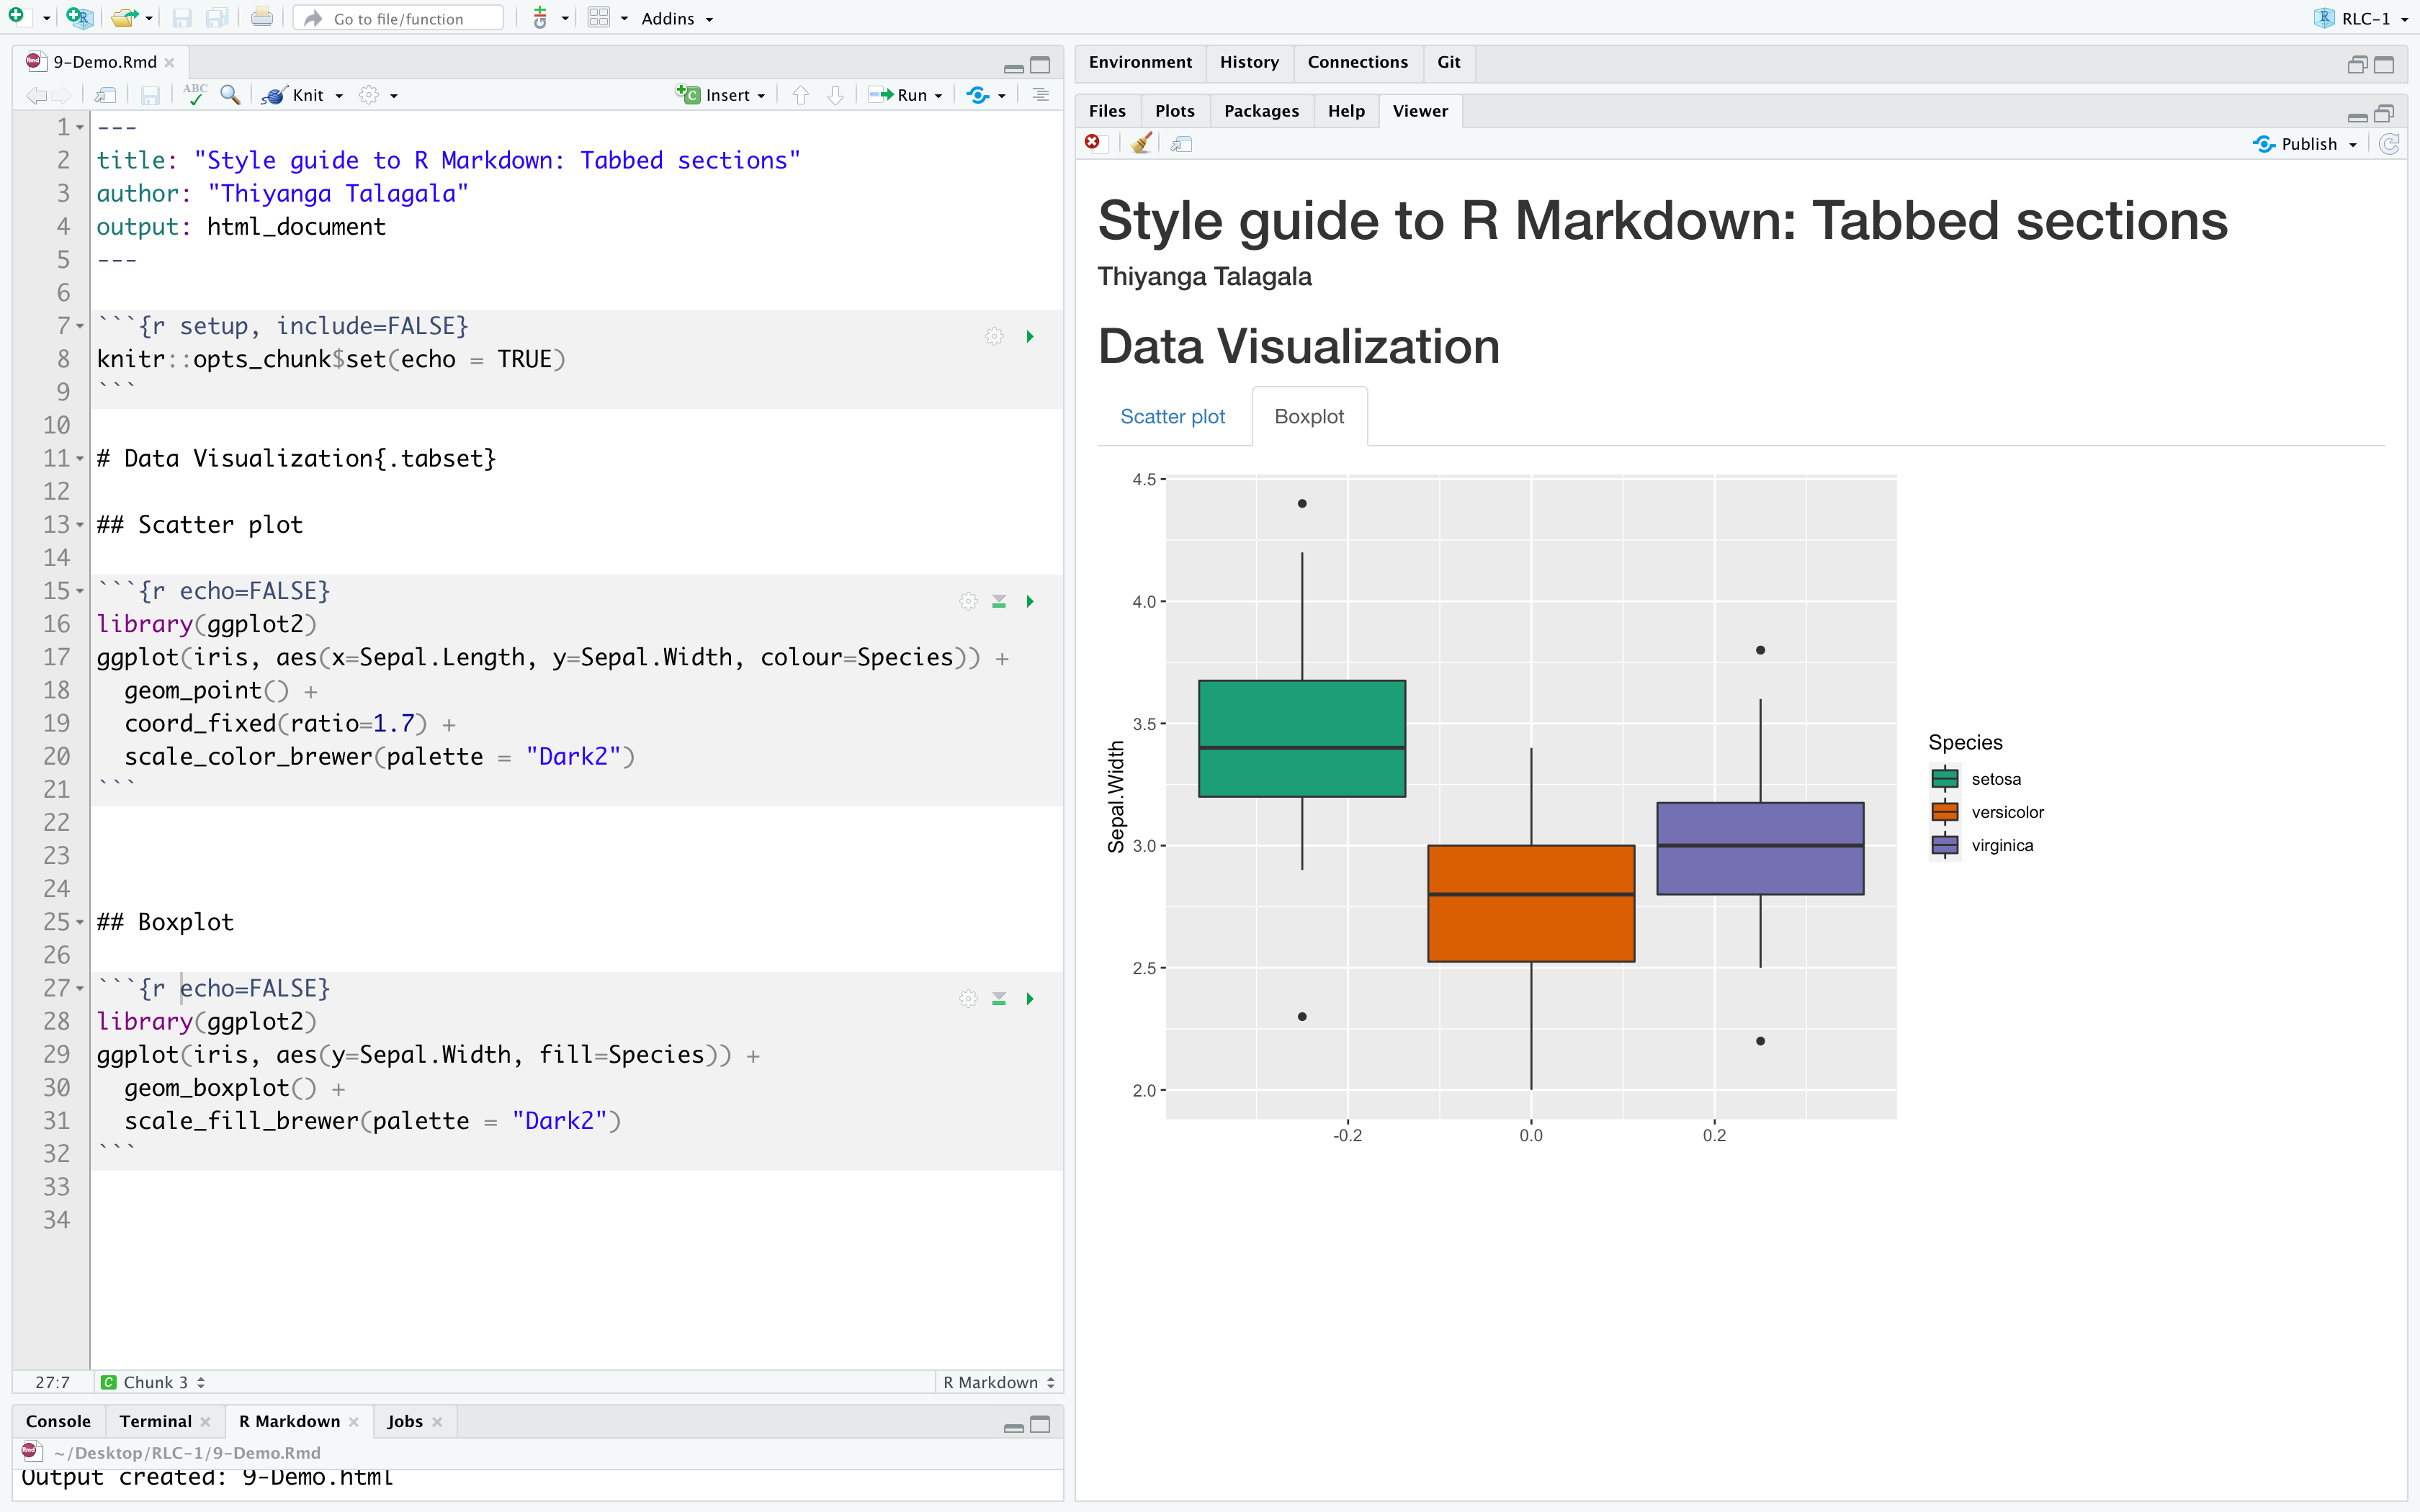 Go to file/function
Addins
RLC-1
9-Demo.Rmd
ABC
Knit
Insert
Run
1 ---
2 title: "Style guide to R Markdown: Tabbed sections"
3 author: "Thiyanga Talagala"
4 output: html_document
5 ---
6
7 ```{r setup, include=FALSE}
8 knitr::opts_chunk$set(echo = TRUE)
9 ```
10
11 # Data Visualization{.tabset}
12
13 ## Scatter plot
14
15 ```{r echo=FALSE}
16 library(ggplot2)
17 ggplot(iris, aes(x=Sepal.Length, y=Sepal.Width, colour=Species)) +
18 geom_point() +
19 coord_fixed(ratio=1.7) +
20 scale_color_brewer(palette = "Dark2")
21 ```
22
23
24
25 ## Boxplot
26
27 ```{r echo=FALSE}
28 library(ggplot2)
29 ggplot(iris, aes(y=Sepal.Width, fill=Species)) +
30 geom_boxplot() +
31 scale_fill_brewer(palette = "Dark2")
32 ```
33
34
27:7 C Chunk 3 R Markdown
Console Terminal R Markdown Jobs
~/Desktop/RLC-1/9-Demo.Rmd
Output created: 9-Demo.html
Environment History Connections Git
Files Plots Packages Help Viewer
Publish
Style guide to R Markdown: Tabbed sections
Thiyanga Talagala
Data Visualization
Scatter plot Boxplot
4.5
4.0
3.5
3.0
2.5
2.0
Sepal.Width
-0.2 0.0 0.2
Species
setosa
versicolor
virginica